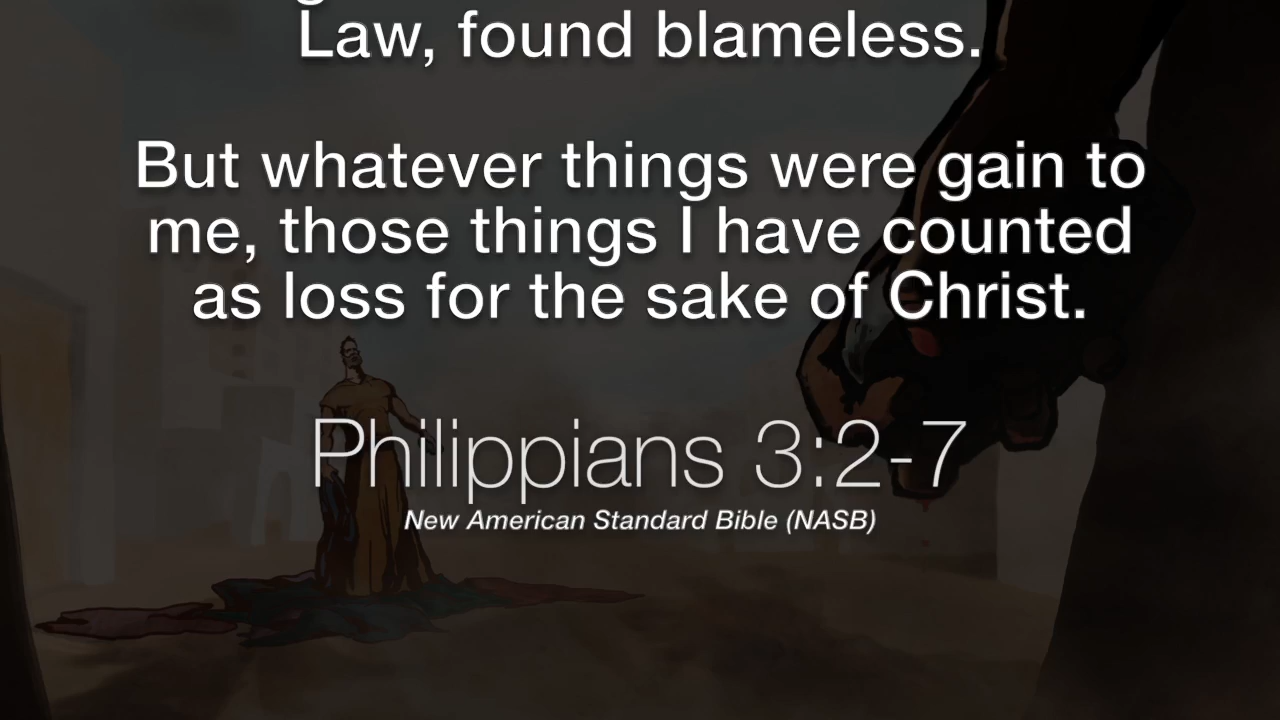 Law, found blameless.
But whatever things were gain to
me, those things I have counted
as loss for the sake of Christ.
Philippians 3:2-7
New American Standard Bible (NASB)